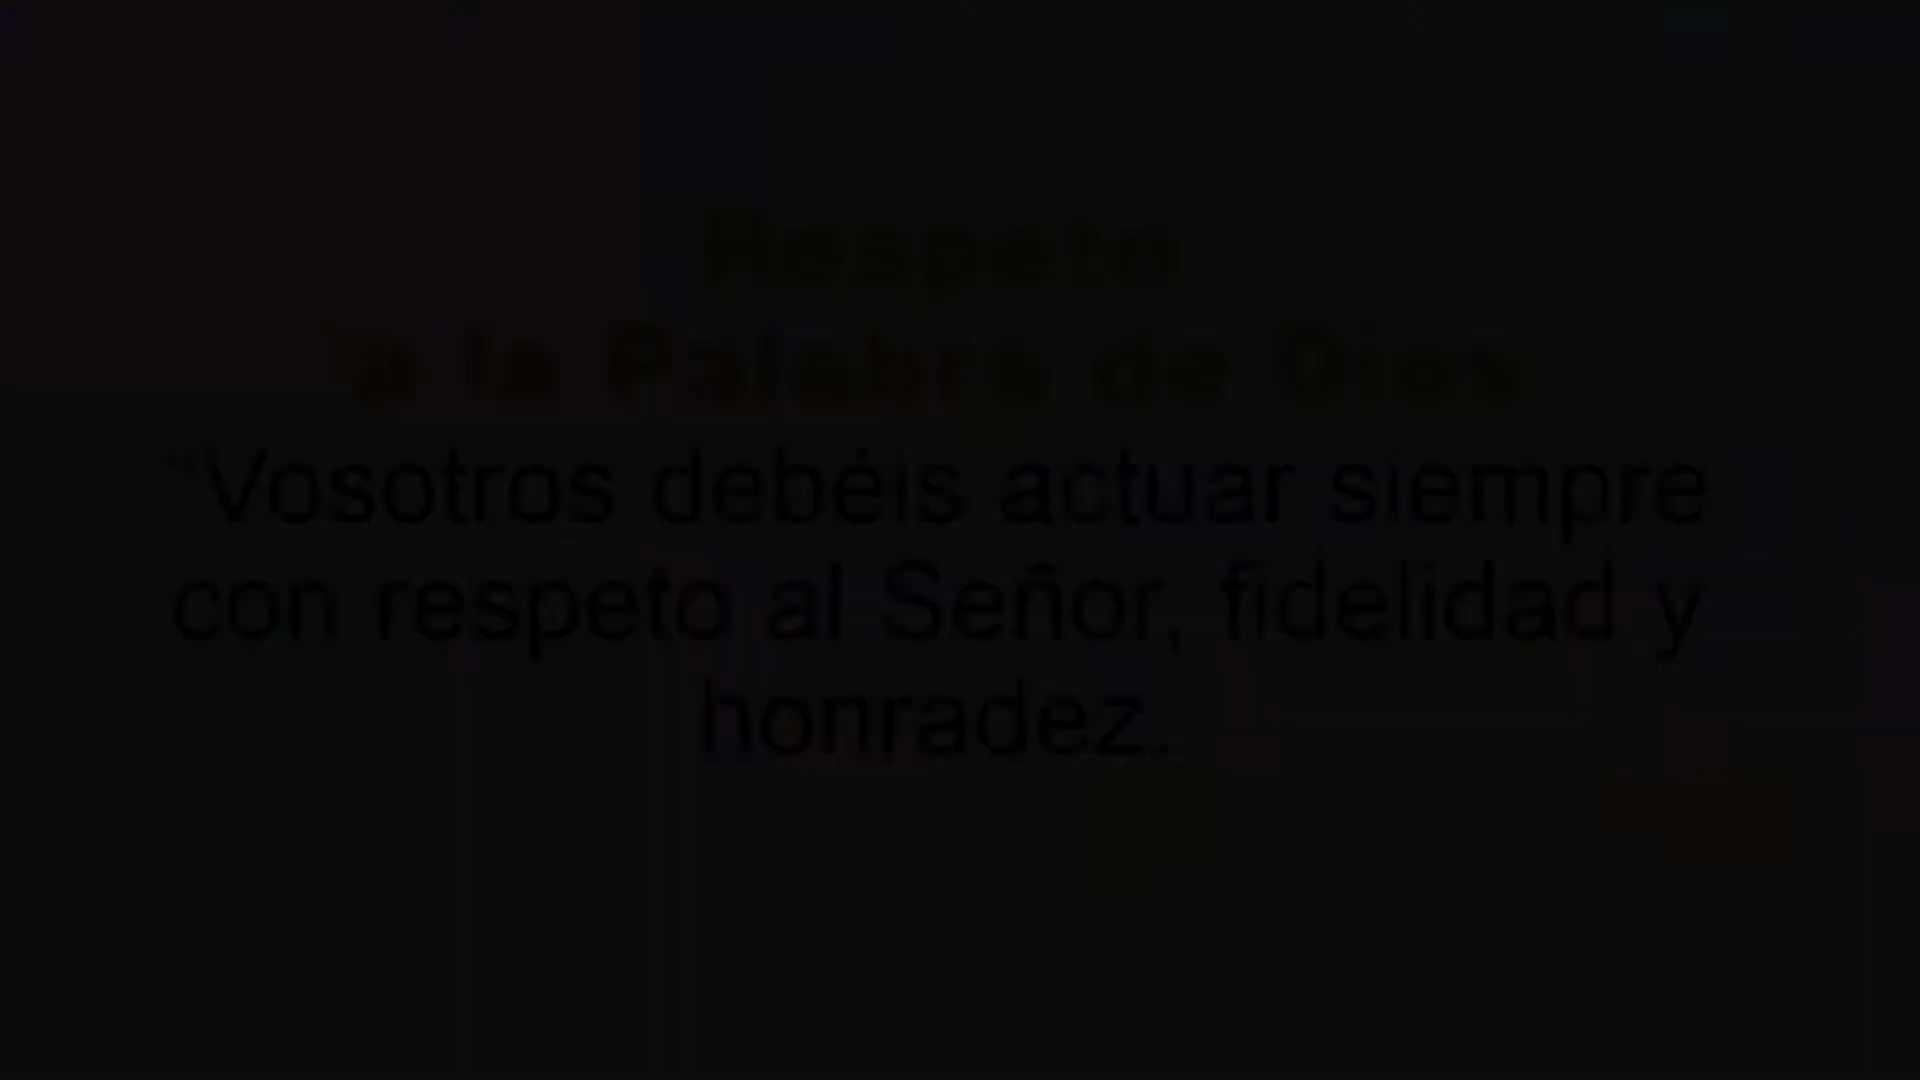 Respeto
a la Palabra de Dios
"Vosotros debéis actuar siempre
con respeto al Señor, fidelidad y
honradez.